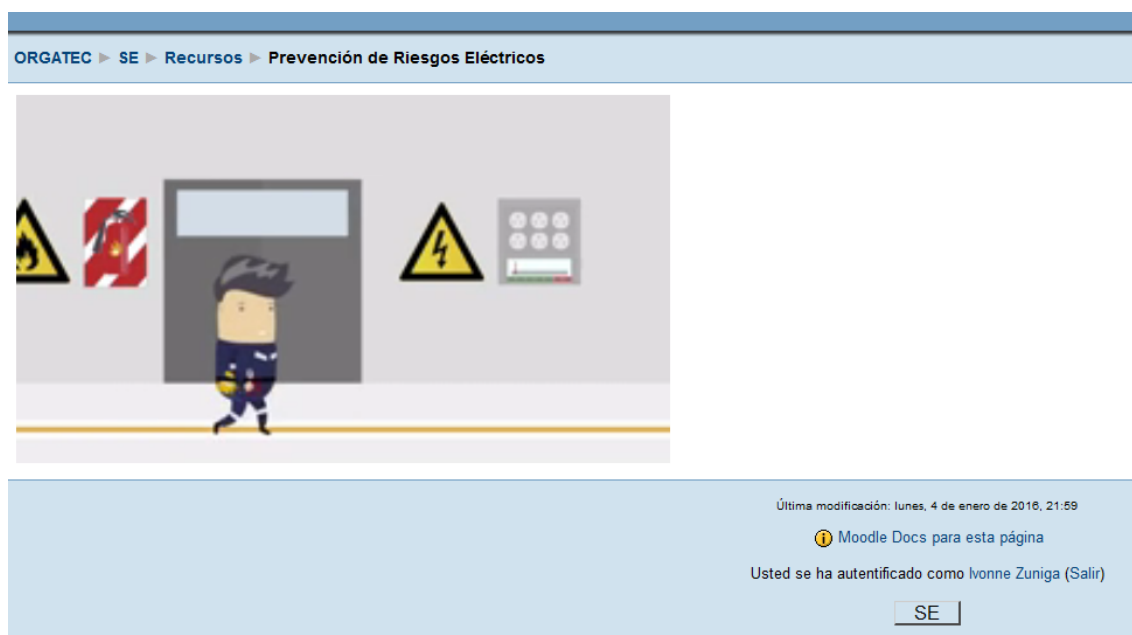 ORGATEC ► SE ► Recursos ► Prevención de Riesgos Eléctricos
Última modificación: lunes, 4 de enero de 2016, 21:59
Moodle Docs para esta página
Usted se ha autentificado como Ivonne Zuniga (Salir)
SE